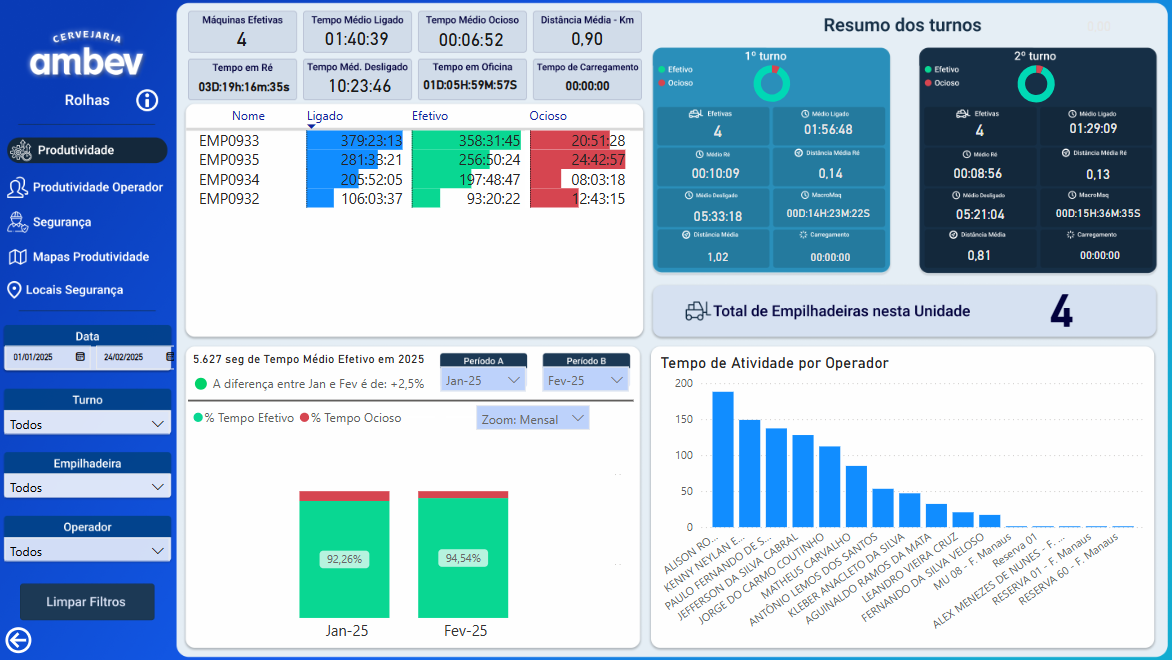 CERVEJARIA
ambev
Rolhas
Produtividade
Produtividade Operador
Segurança
Mapas Produtividade
Locais Segurança
Data
01/01/2025 24/02/2025
Turno
Todos
Empilhadeira
Todos
Operador
Todos
Limpar Filtros
Máquinas Efetivas
4
Tempo Médio Ligado
01:40:39
Tempo Médio Ocioso
00:06:52
Distância Média - Km
0,90
Tempo em Ré
03D:19h:16m:35s
Tempo Méd. Desligado
10:23:46
Tempo em Oficina
01D:05H:59M:57S
Tempo de Carregamento
00:00:00
Nome Ligado Efetivo Ocioso
EMP0933 379:23:13 358:31:45 20:51:28
EMP0935 281:33:21 256:50:24 24:42:57
EMP0934 205:52:05 197:48:47 08:03:18
EMP0932 106:03:37 93:20:22 12:43:15
Resumo dos turnos
0:00
1º turno
Efetivo
Ocioso
Efetivas
4
Médio Ligado
01:56:48
Médio Ré
00:10:09
Distância Média Ré
0,14
Médio Desligado
05:33:18
MacroMaq
00D:14H:23M:22S
Distância Média
1,02
Carregamento
00:00:00
2º turno
Efetivo
Ocioso
Efetivas
4
Médio Ligado
01:29:09
Médio Ré
00:08:56
Distância Média Ré
0,13
Médio Desligado
05:21:04
MacroMaq
00D:15H:36M:35S
Distância Média
0,81
Carregamento
00:00:00
Total de Empilhadeiras nesta Unidade 4
5.627 seg de Tempo Médio Efetivo em 2025
A diferença entre Jan e Fev é de: +2,5%
Período A
Jan-25
Período B
Fev-25
% Tempo Efetivo % Tempo Ocioso
Zoom: Mensal
92,26%
94,54%
Jan-25
Fev-25
Tempo de Atividade por Operador
200
150
100
50
0
ALISON RO...
KENNY NEYLAN E...
PAULO FERNANDO DE S...
JEFFERSON DA SILVA CABRAL
JORGE DO CARMO COUTINHO
MATHEUS CARVALHO
ANTÔNIO LEMOS DOS SANTOS
KLEBER ANACLETO DA SILVA
AGUINALDO RAMOS DA MATA
LEANDRO VIEIRA CRUZ
FERNANDO DA SILVA VELOSO
MU 08 - F. Manaus
Reserva 01
ALEX MENEZES DE NUNES - F. ...
RESERVA 01 - F. Manaus
RESERVA 60 - F. Manaus